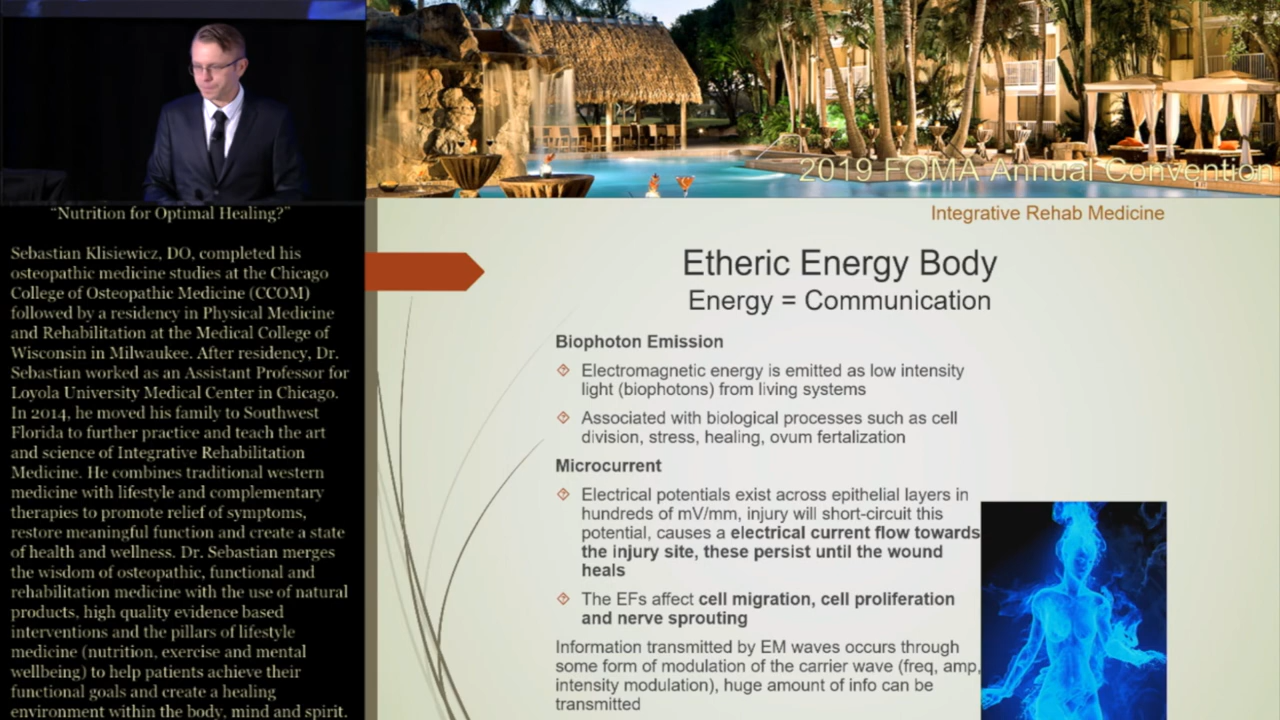 2019 FOMA Annual Convention
"Nutrition for Optimal Healing?"
Sebastian Klisiewicz, DO, completed his
osteopathic medicine studies at the Chicago
College of Osteopathic Medicine (CCOM)
followed by a residency in Physical Medicine
and Rehabilitation at the Medical College of
Wisconsin in Milwaukee. After residency, Dr.
Sebastian worked as an Assistant Professor for
Loyola University Medical Center in Chicago.
In 2014, he moved his family to Southwest
Florida to further practice and teach the art
and science of Integrative Rehabilitation
Medicine. He combines traditional western
medicine with lifestyle and complementary
therapies to promote relief of symptoms,
restore meaningful function and create a state
of health and wellness. Dr. Sebastian merges
the wisdom of osteopathic, functional and
rehabilitation medicine with the use of natural
products, high quality evidence based
interventions and the pillars of lifestyle
medicine (nutrition, exercise and mental
wellbeing) to help patients achieve their
functional goals and create a healing
environment within the body, mind and spirit.
Integrative Rehab Medicine
Etheric Energy Body
Energy = Communication
Biophoton Emission
Electromagnetic energy is emitted as low intensity
light (biophotons) from living systems
Associated with biological processes such as cell
division, stress, healing, ovum fertalization
Microcurrent
Electrical potentials exist across epithelial layers in
hundreds of mV/mm, injury will short-circuit this
potential, causes a electrical current flow towards
the injury site, these persist until the wound
heals
The EFs affect cell migration, cell proliferation
and nerve sprouting
Information transmitted by EM waves occurs through
some form of modulation of the carrier wave (freq, amp,
intensity modulation), huge amount of info can be
transmitted